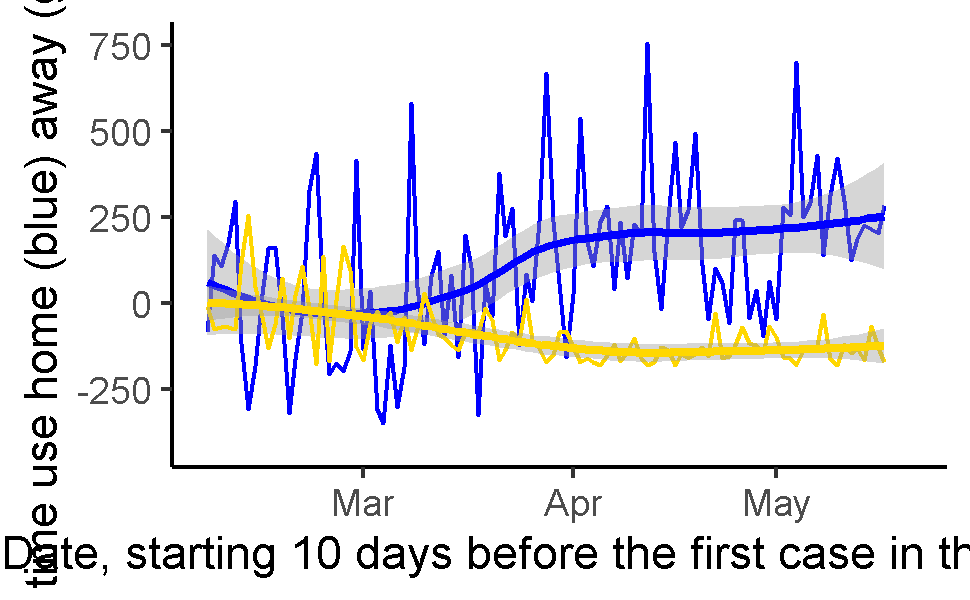 time use home (blue) away (
750
500
250
0
-250
Mar Apr May
Date, starting 10 days before the first case in th